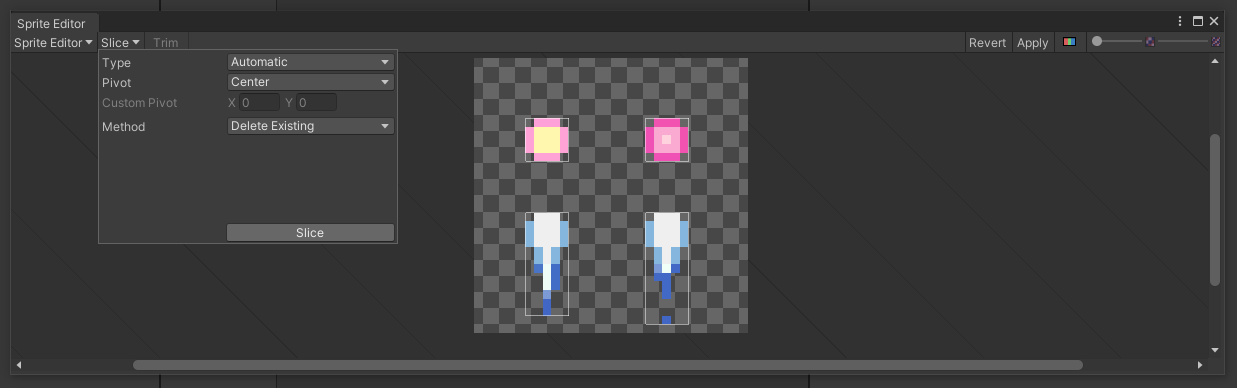 Sprite Editor
Sprite Editor Slice Trim Revert Apply
Type Automatic
Pivot Center
Custom Pivot X 0 Y 0
Method Delete Existing
Slice